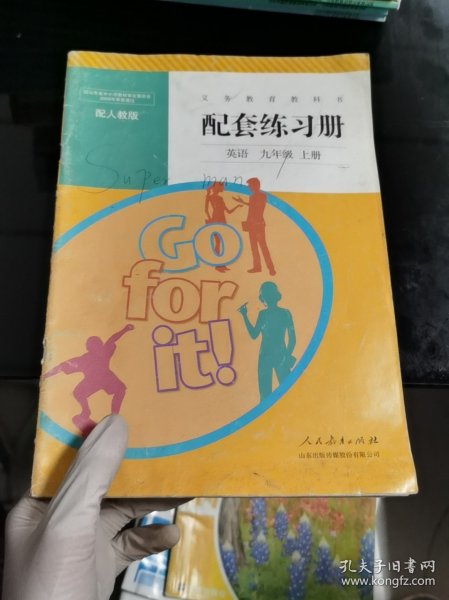 义务教育教科书
配人教版
配套练习册
英语 九年级 上册
Super man
Go
for
it!
人民教育出版社
山东出版传媒股份有限公司
孔夫子旧书网
www.kongfz.com